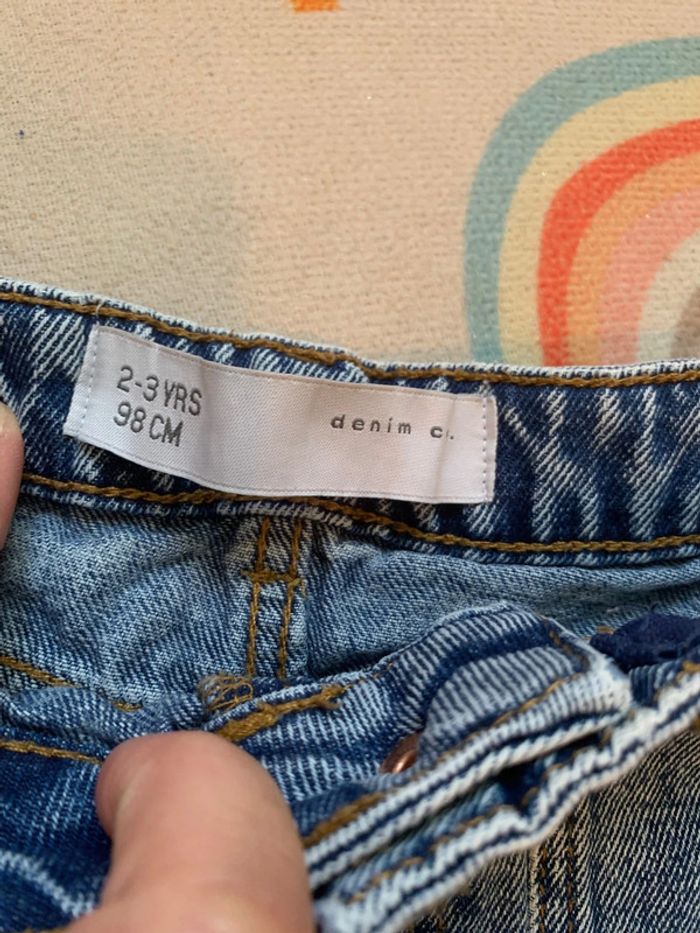 2-3 YRS
98 CM
denim c.